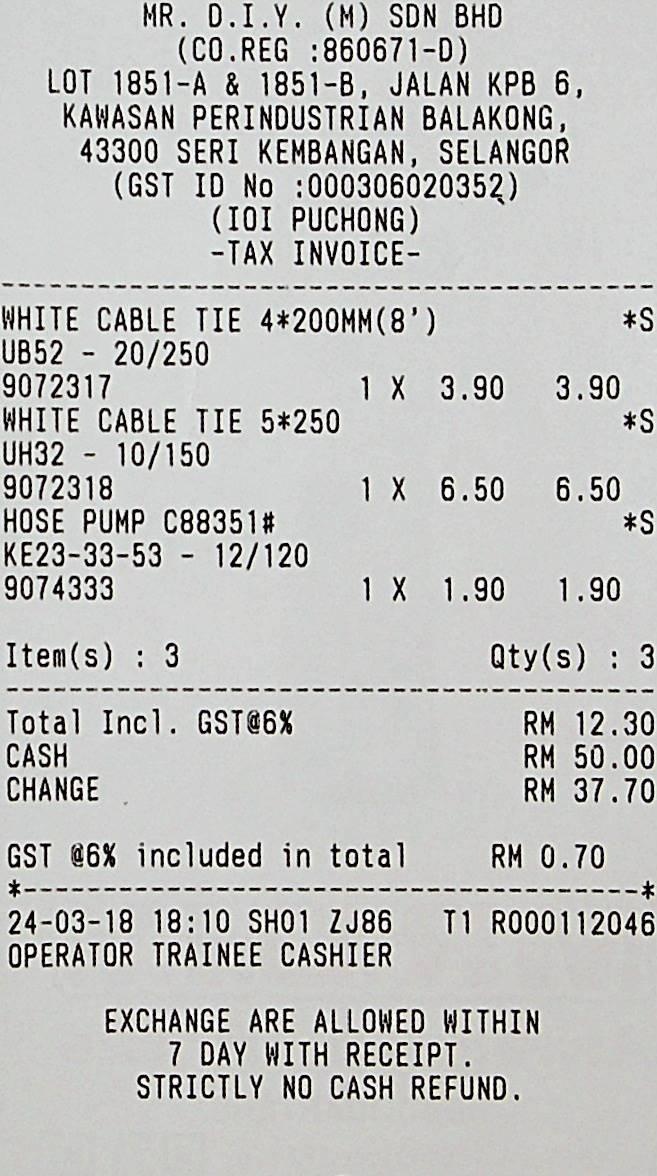 MR. D.I.Y. (M) SDN BHD
(CO.REG :860671-D)
LOT 1851-A & 1851-B, JALAN KPB 6,
KAWASAN PERINDUSTRIAN BALAKONG,
43300 SERI KEMBANGAN, SELANGOR
(GST ID No :000306020352)
(IOI PUCHONG)
-TAX INVOICE-
WHITE CABLE TIE 4*200MM(8') *S
UB52 - 20/250
9072317 1 X 3.90 3.90
WHITE CABLE TIE 5*250 *S
UH32 - 10/150
9072318 1 X 6.50 6.50
HOSE PUMP C88351# *S
KE23-33-53 - 12/120
9074333 1 X 1.90 1.90
Item(s) : 3 Qty(s) : 3
Total Incl. GST@6% RM 12.30
CASH RM 50.00
CHANGE RM 37.70
GST @6% included in total RM 0.70
*---------------------------------------*
24-03-18 18:10 SH01 ZJ86 T1 R000112046
OPERATOR TRAINEE CASHIER
EXCHANGE ARE ALLOWED WITHIN
7 DAY WITH RECEIPT.
STRICTLY NO CASH REFUND.